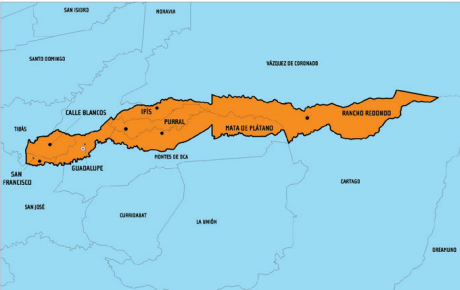 SAN ISIDRO
MORAVIA
SANTO DOMINGO
VÁZQUEZ DE CORONADO
IPÍS
CALLE BLANCOS
RANCHO REDONDO
PURRAL
TIBÁS
MATA DE PLÁTANO
MONTES DE OCA
GUADALUPE
SAN
FRANCISCO
CARTAGO
SAN JOSÉ
CURRIDABAT
LA UNIÓN
OREAMUNO